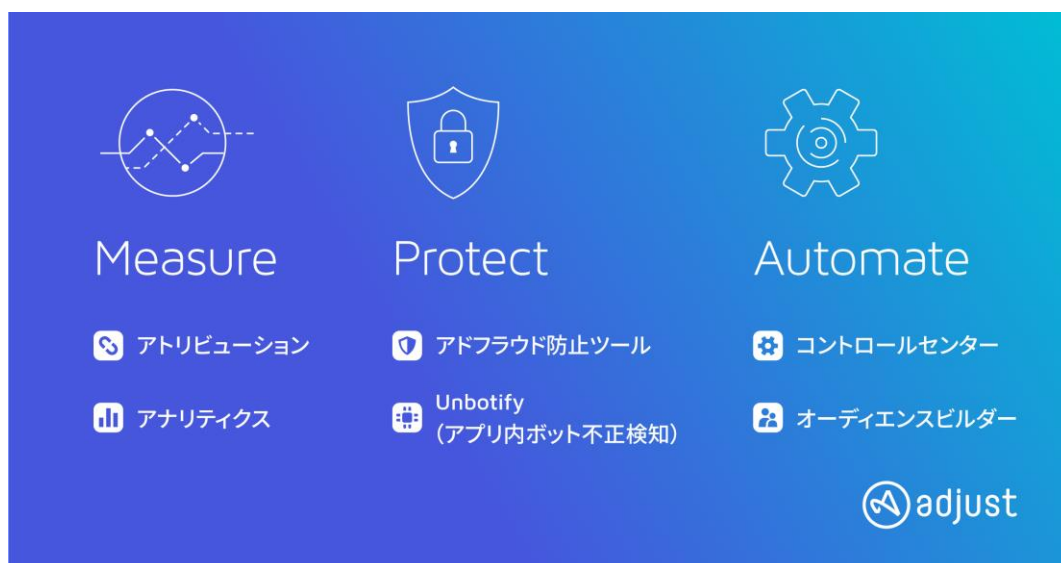 Measure
アトリビューション
アナリティクス
Protect
アドフラウド防止ツール
Unbotify
（アプリ内ボット不正検知）
Automate
コントロールセンター
オーディエンスビルダー
adjust